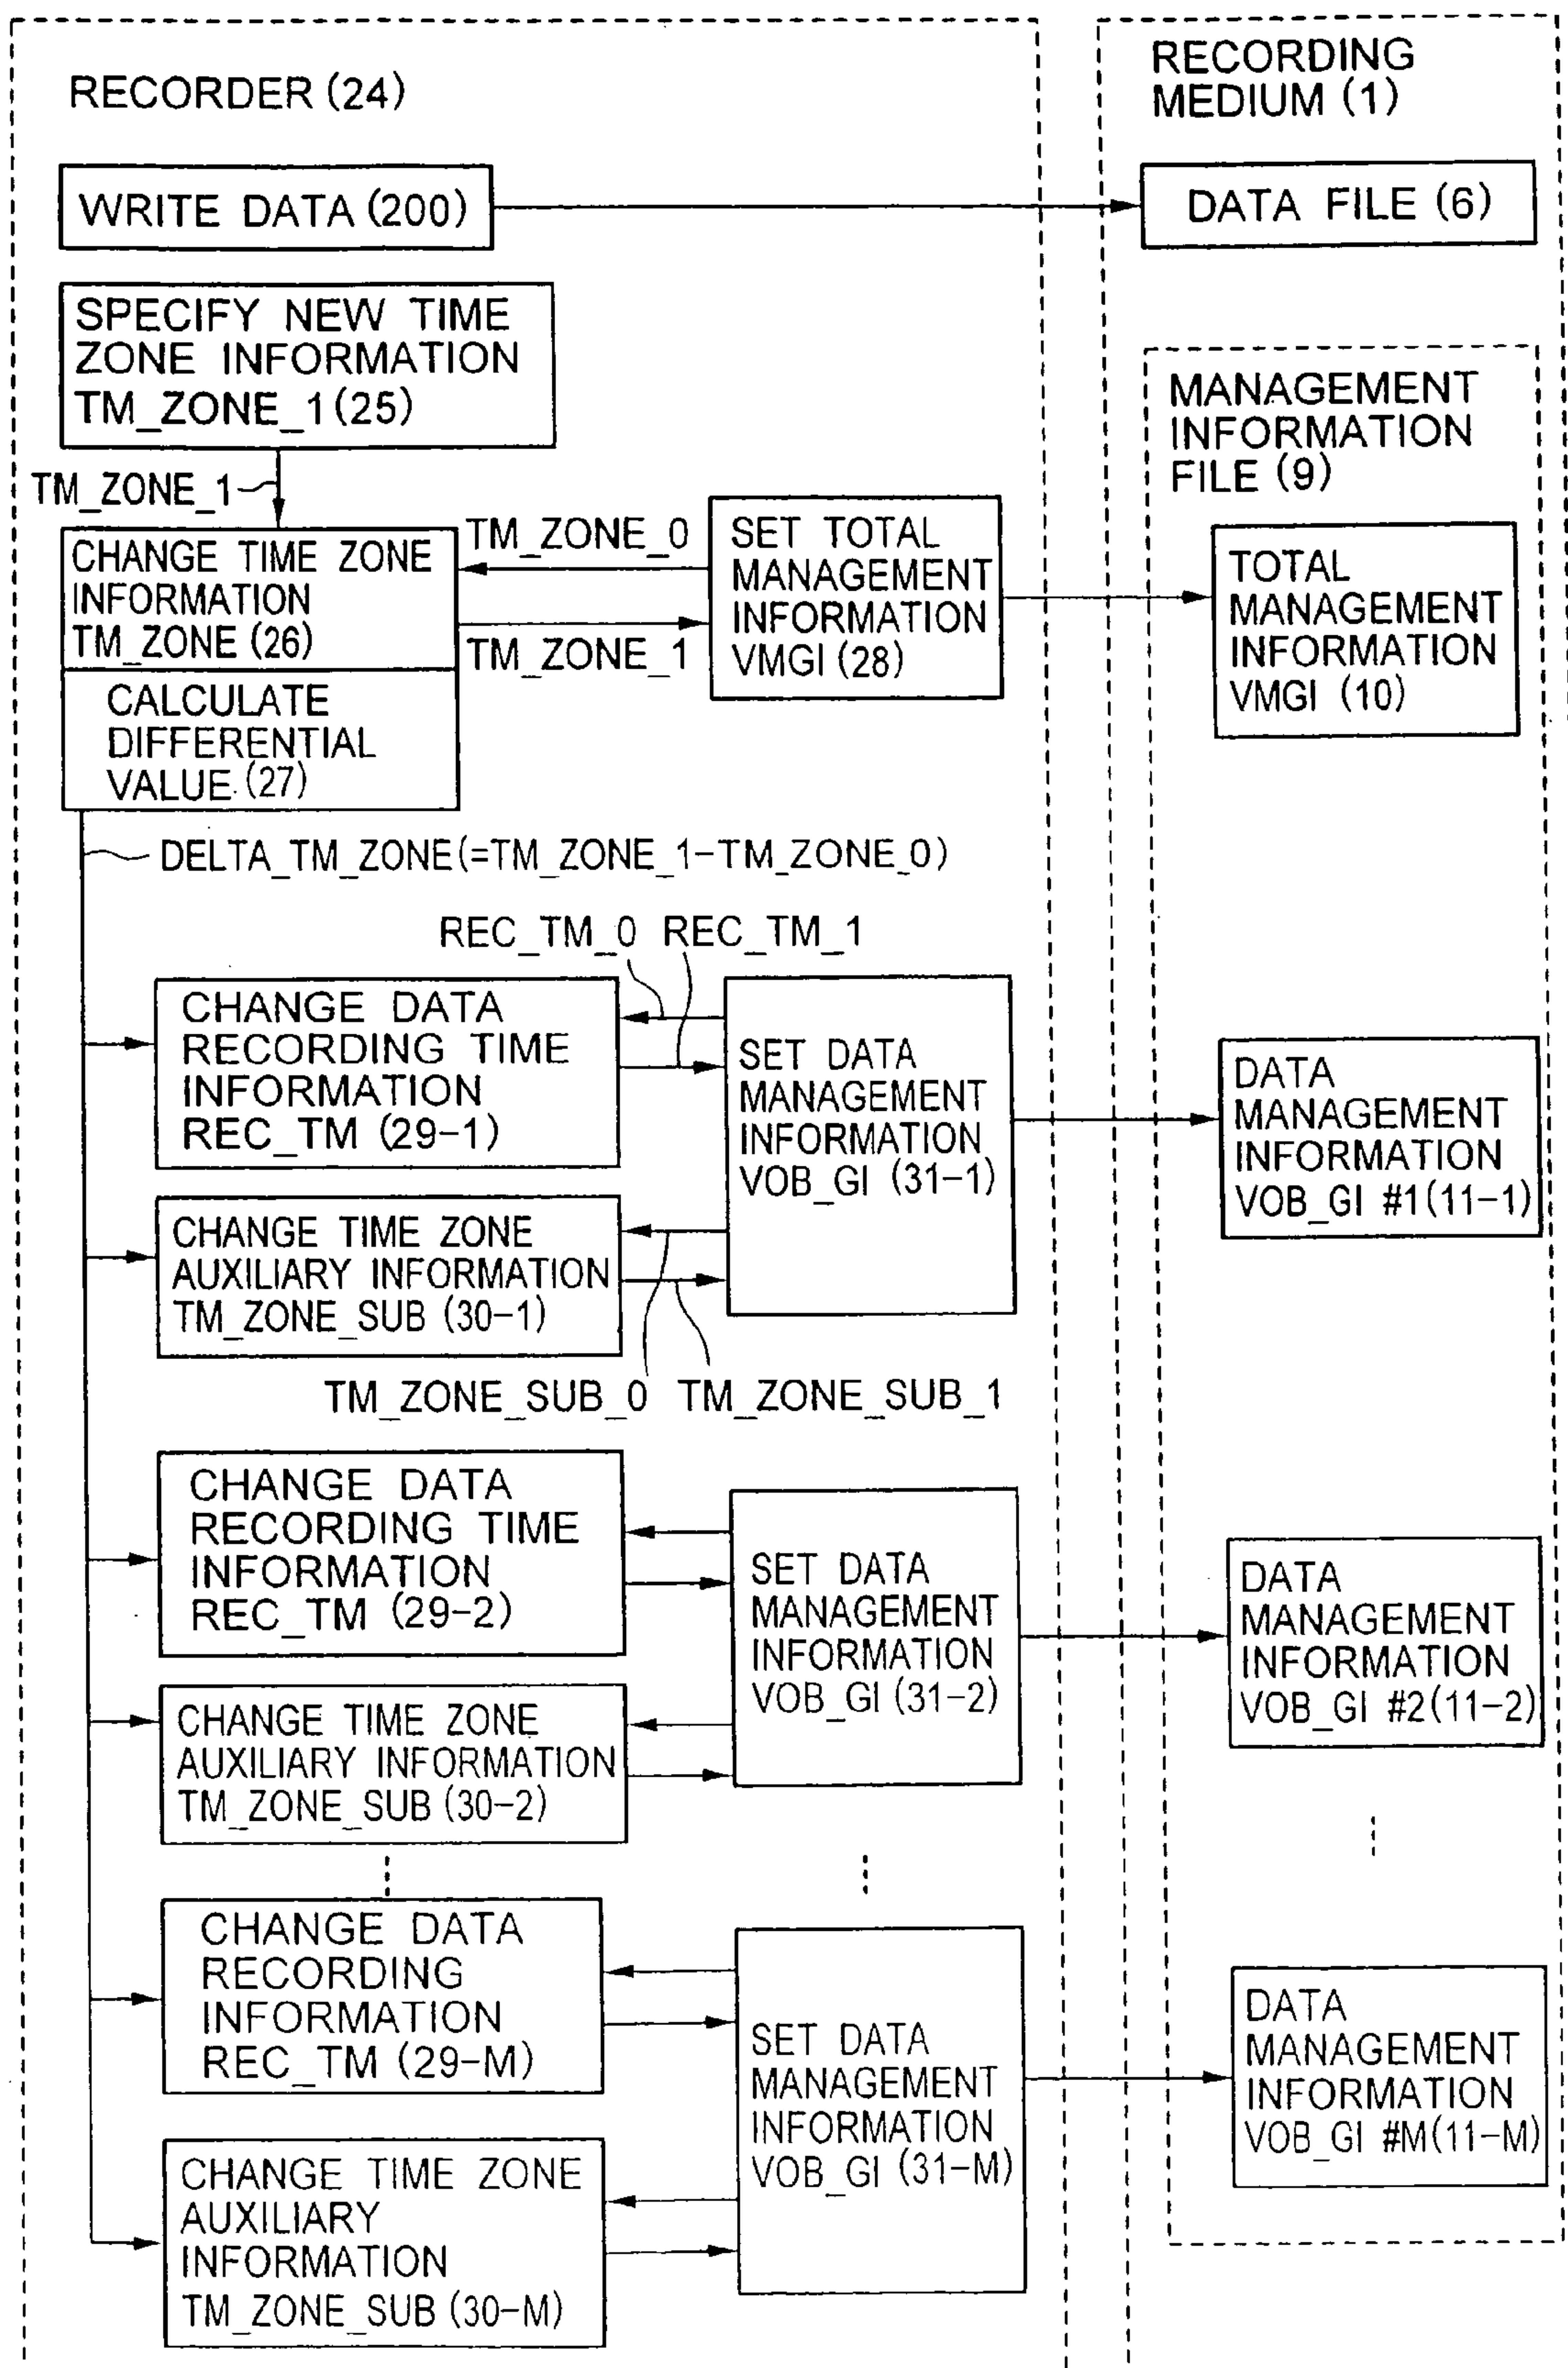 RECORDER (24)
RECORDING
MEDIUM (1)
WRITE DATA (200)
DATA FILE (6)
SPECIFY NEW TIME
ZONE INFORMATION
TM_ZONE_1 (25)
MANAGEMENT
INFORMATION
FILE (9)
TM_ZONE_1
CHANGE TIME ZONE
INFORMATION
TM_ZONE (26)
TM_ZONE_0
TM_ZONE_1
SET TOTAL
MANAGEMENT
INFORMATION
VMGI (28)
TOTAL
MANAGEMENT
INFORMATION
VMGI (10)
CALCULATE
DIFFERENTIAL
VALUE (27)
DELTA_TM_ZONE(=TM_ZONE_1-TM_ZONE_0)
REC_TM_0 REC_TM_1
CHANGE DATA
RECORDING TIME
INFORMATION
REC_TM (29-1)
SET DATA
MANAGEMENT
INFORMATION
VOB_GI (31-1)
DATA
MANAGEMENT
INFORMATION
VOB_GI #1(11-1)
CHANGE TIME ZONE
AUXILIARY INFORMATION
TM_ZONE_SUB (30-1)
TM_ZONE_SUB_0 TM_ZONE_SUB_1
CHANGE DATA
RECORDING TIME
INFORMATION
REC_TM (29-2)
SET DATA
MANAGEMENT
INFORMATION
VOB_GI (31-2)
DATA
MANAGEMENT
INFORMATION
VOB_GI #2(11-2)
CHANGE TIME ZONE
AUXILIARY INFORMATION
TM_ZONE_SUB (30-2)
CHANGE DATA
RECORDING
INFORMATION
REC_TM (29-M)
SET DATA
MANAGEMENT
INFORMATION
VOB_GI (31-M)
DATA
MANAGEMENT
INFORMATION
VOB_GI #M(11-M)
CHANGE TIME ZONE
AUXILIARY
INFORMATION
TM_ZONE_SUB (30-M)